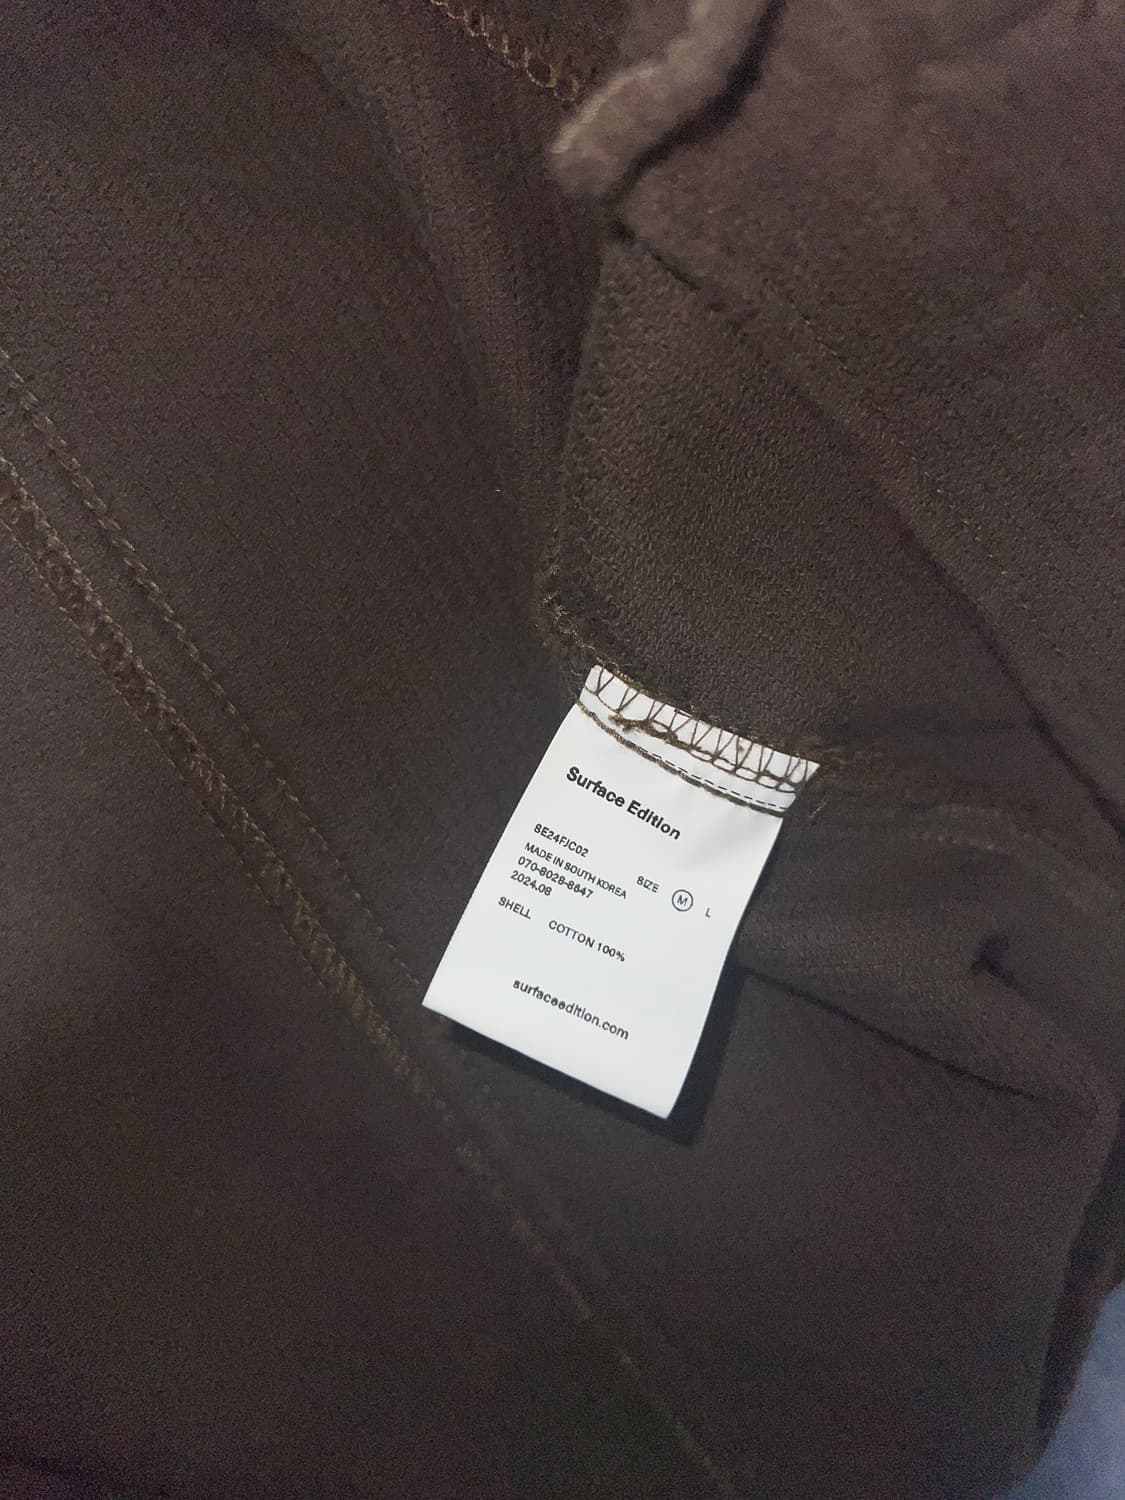 Surface Edition
SE24FJC02
MADE IN SOUTH KOREA
070-8028-8847
2024.08
SIZE M L
SHELL COTTON 100%
surfaceedition.com